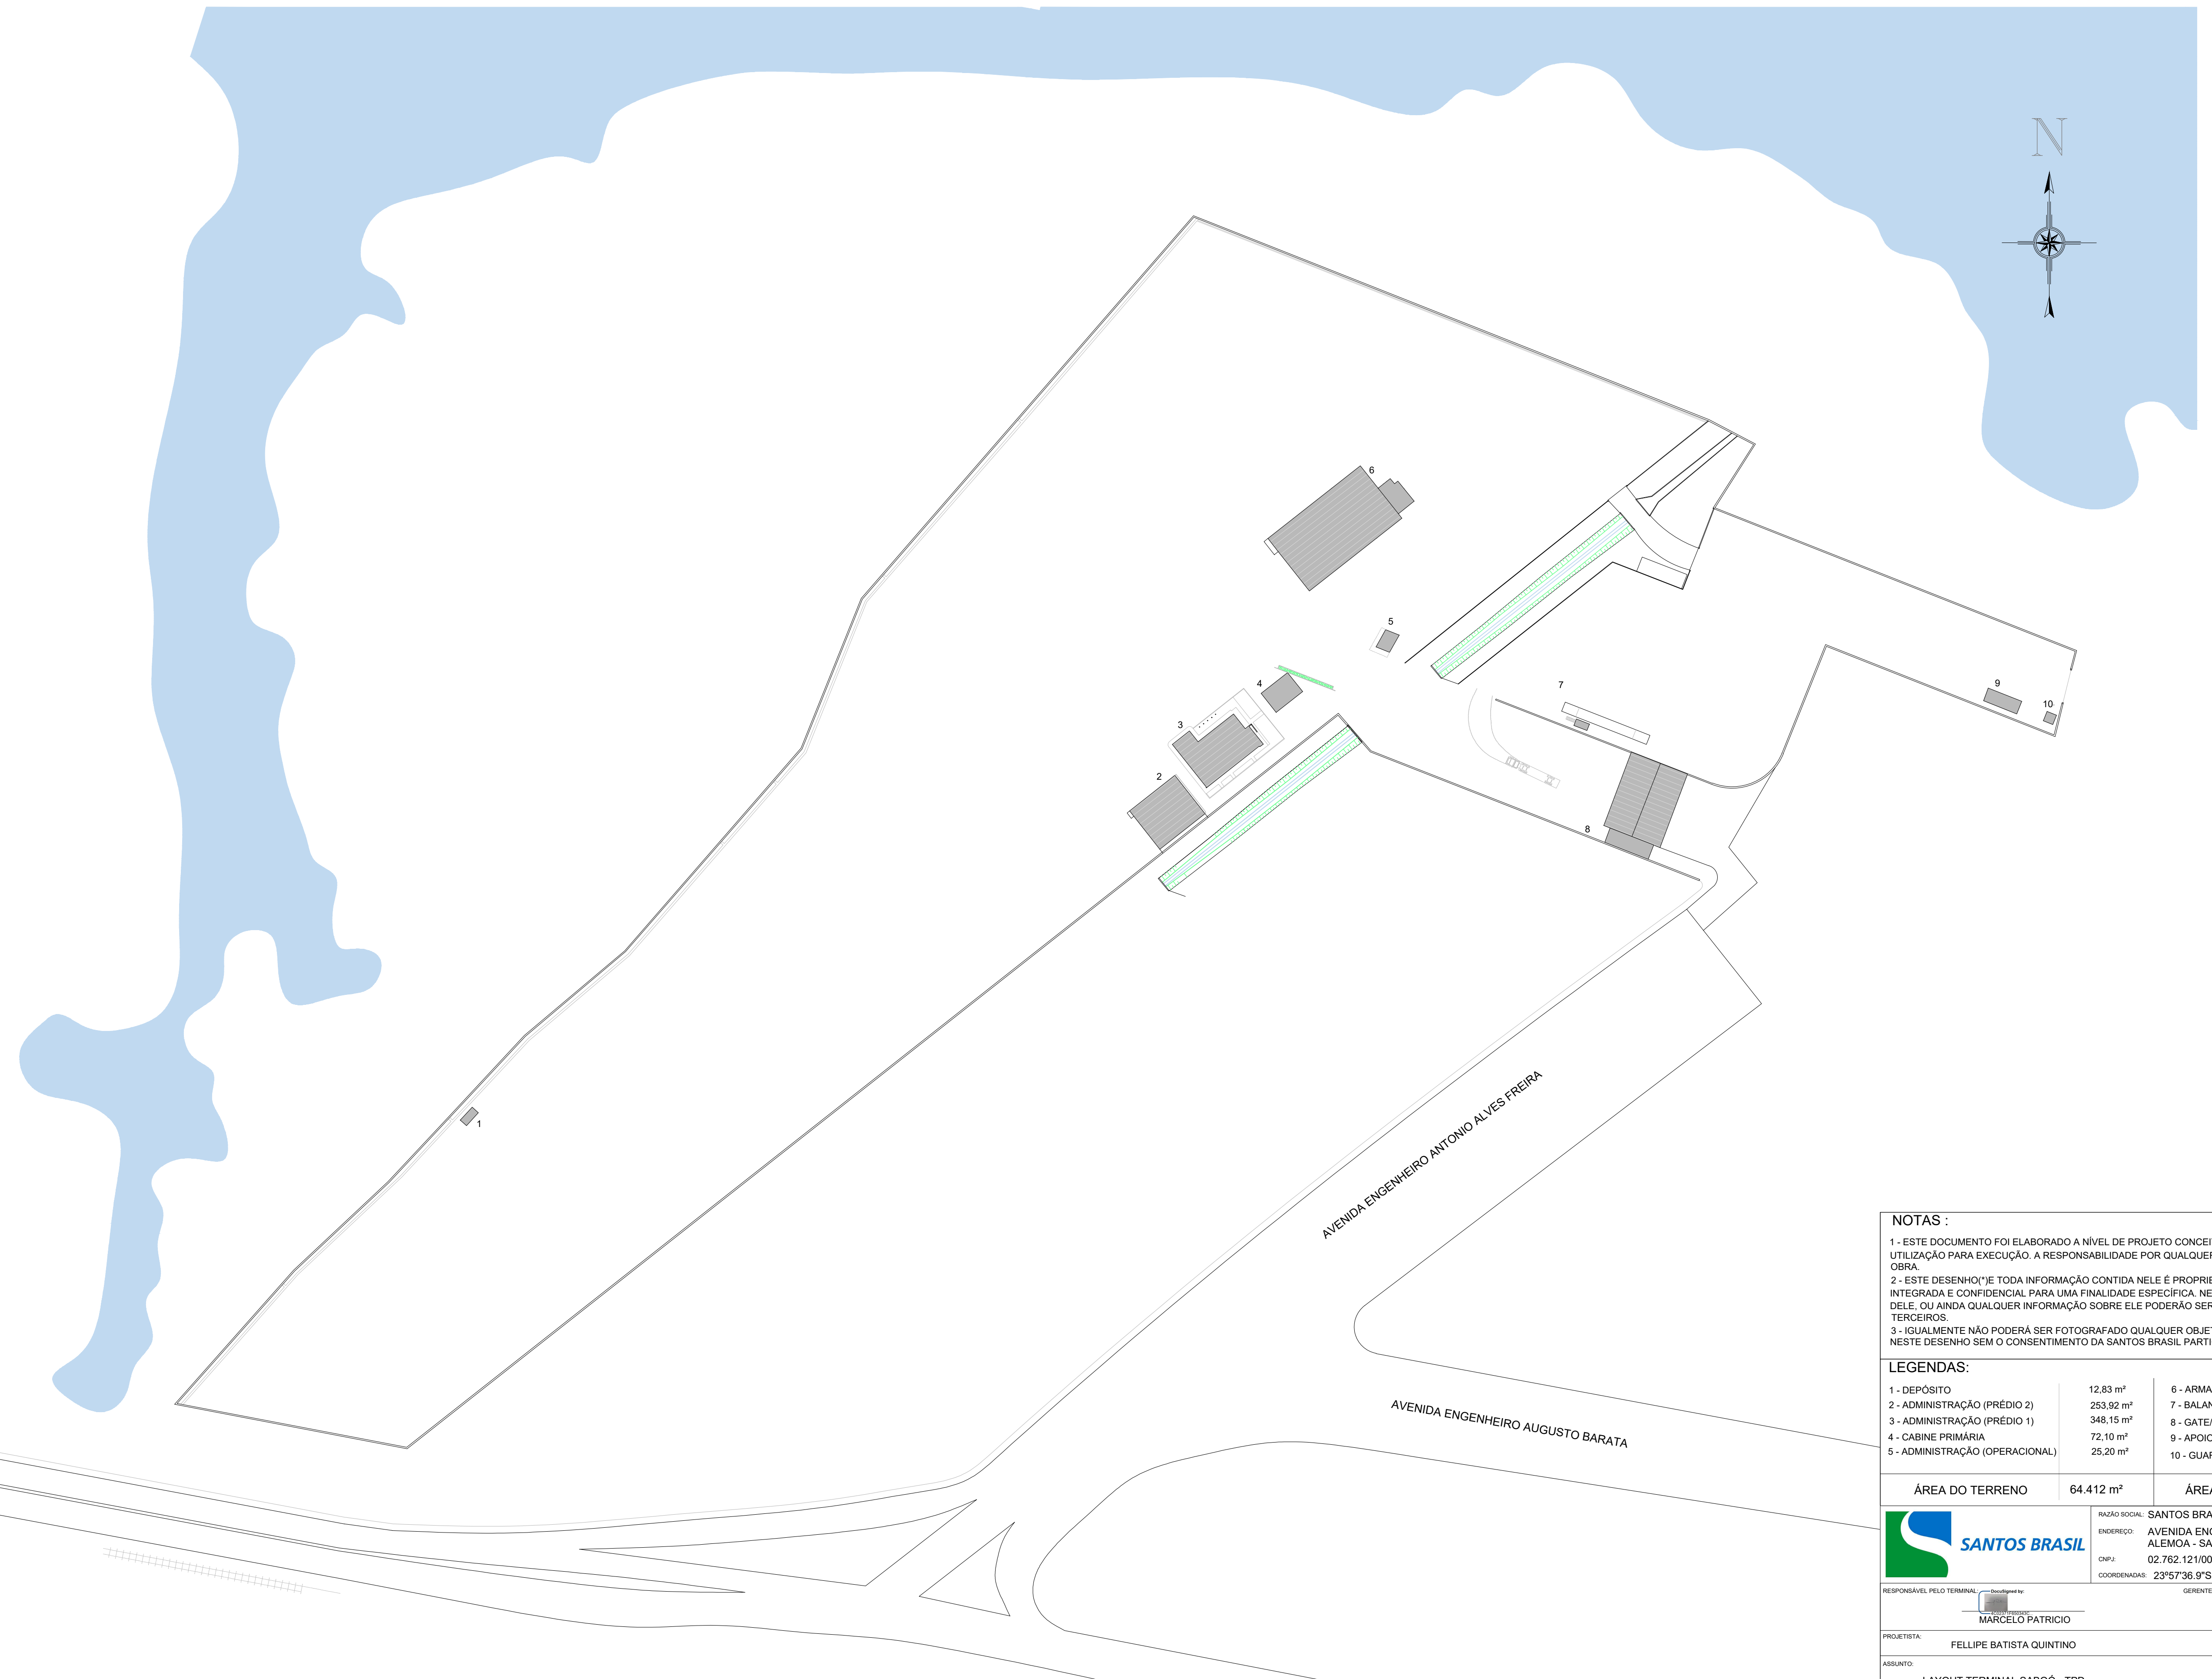 N
6
5
4
3
2
7
8
9
10
1
AVENIDA ENGENHEIRO ANTONIO ALVES FREIRA
AVENIDA ENGENHEIRO AUGUSTO BARATA
NOTAS :
1 - ESTE DOCUMENTO FOI ELABORADO A NÍVEL DE PROJETO CONCEI
UTILIZAÇÃO PARA EXECUÇÃO. A RESPONSABILIDADE POR QUALQUER
OBRA.
2 - ESTE DESENHO(*)E TODA INFORMAÇÃO CONTIDA NELE É PROPRIE
INTEGRADA E CONFIDENCIAL PARA UMA FINALIDADE ESPECÍFICA. NE
DELE, OU AINDA QUALQUER INFORMAÇÃO SOBRE ELE PODERÃO SER
TERCEIROS.
3 - IGUALMENTE NÃO PODERÁ SER FOTOGRAFADO QUALQUER OBJET
NESTE DESENHO SEM O CONSENTIMENTO DA SANTOS BRASIL PARTI
LEGENDAS:
1 - DEPÓSITO 12,83 m² 6 - ARMA
2 - ADMINISTRAÇÃO (PRÉDIO 2) 253,92 m² 7 - BALAN
3 - ADMINISTRAÇÃO (PRÉDIO 1) 348,15 m² 8 - GATE/
4 - CABINE PRIMÁRIA 72,10 m² 9 - APOIO
5 - ADMINISTRAÇÃO (OPERACIONAL) 25,20 m² 10 - GUAR
ÁREA DO TERRENO 64.412 m² ÁREA
SANTOS BRASIL
RAZÃO SOCIAL: SANTOS BRA
ENDEREÇO: AVENIDA ENG
ALEMOA - SA
CNPJ: 02.762.121/00
COORDENADAS: 23º57'36.9"S
RESPONSÁVEL PELO TERMINAL: GERENTE
DocuSigned by:
MARCELO PATRICIO
PROJETISTA:
FELLIPE BATISTA QUINTINO
ASSUNTO:
LAYOUT TERMINAL SABOÓ - TPD